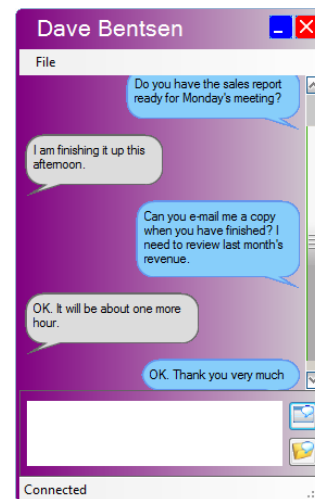 Dave Bentsen
File
Do you have the sales report
ready for Monday's meeting?
I am finishing it up this
afternoon.
Can you e-mail me a copy
when you have finished? I
need to review last month's
revenue.
OK. It will be about one more
hour.
OK. Thank you very much
Connected